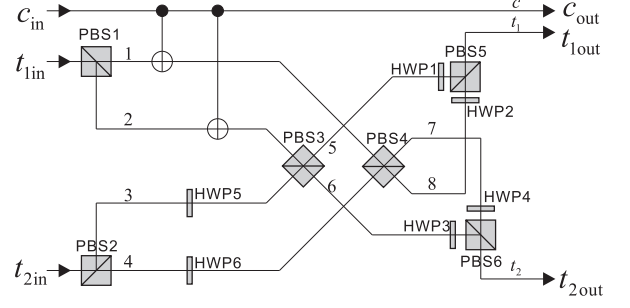 c_in c c_out
t_1 t_1out
PBS1
t_1in 1
PBS5
HWP1
HWP2
2
PBS3 PBS4 7
5
6 8
3 HWP5
HWP4
PBS2 HWP3
t_2in 4 HWP6
PBS6
t_2 t_2out